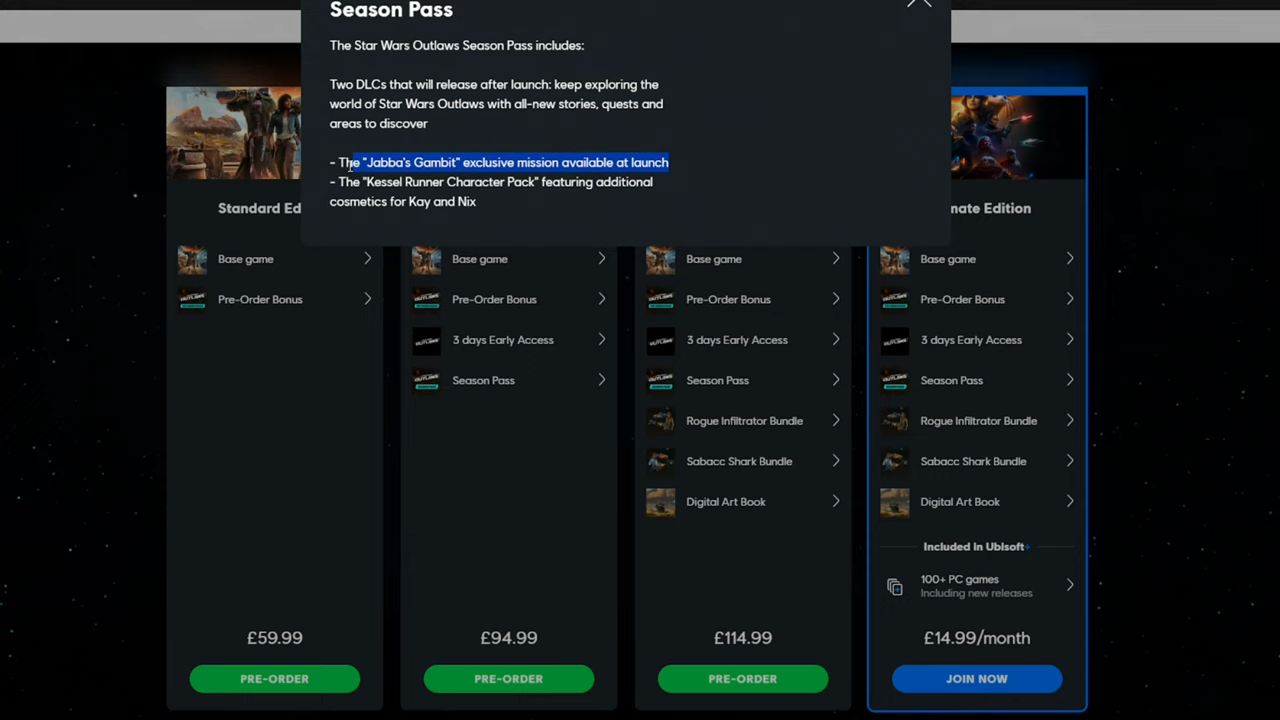 Season Pass
The Star Wars Outlaws Season Pass includes:
Two DLCs that will release after launch: keep exploring the
world of Star Wars Outlaws with all-new stories, quests and
areas to discover
- The "Jabba's Gambit" exclusive mission available at launch
- The "Kessel Runner Character Pack" featuring additional
cosmetics for Kay and Nix
Standard Ed
Base game
Pre-Order Bonus
£59.99
PRE-ORDER
Base game
Pre-Order Bonus
3 days Early Access
Season Pass
£94.99
PRE-ORDER
Base game
Pre-Order Bonus
3 days Early Access
Season Pass
Rogue Infiltrator Bundle
Sabacc Shark Bundle
Digital Art Book
£114.99
PRE-ORDER
mate Edition
Base game
Pre-Order Bonus
3 days Early Access
Season Pass
Rogue Infiltrator Bundle
Sabacc Shark Bundle
Digital Art Book
Included in Ubisoft+
100+ PC games
Including new releases
£14.99/month
JOIN NOW